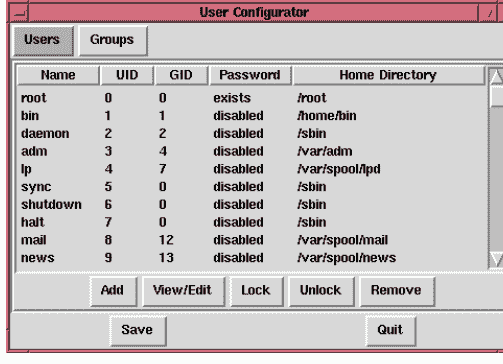 User Configurator
Users Groups
Name UID GID Password Home Directory
root 0 0 exists /root
bin 1 1 disabled /home/bin
daemon 2 2 disabled /sbin
adm 3 4 disabled /var/adm
lp 4 7 disabled /var/spool/lpd
sync 5 0 disabled /sbin
shutdown 6 0 disabled /sbin
halt 7 0 disabled /sbin
mail 8 12 disabled /var/spool/mail
news 9 13 disabled /var/spool/news
Add View/Edit Lock Unlock Remove
Save Quit